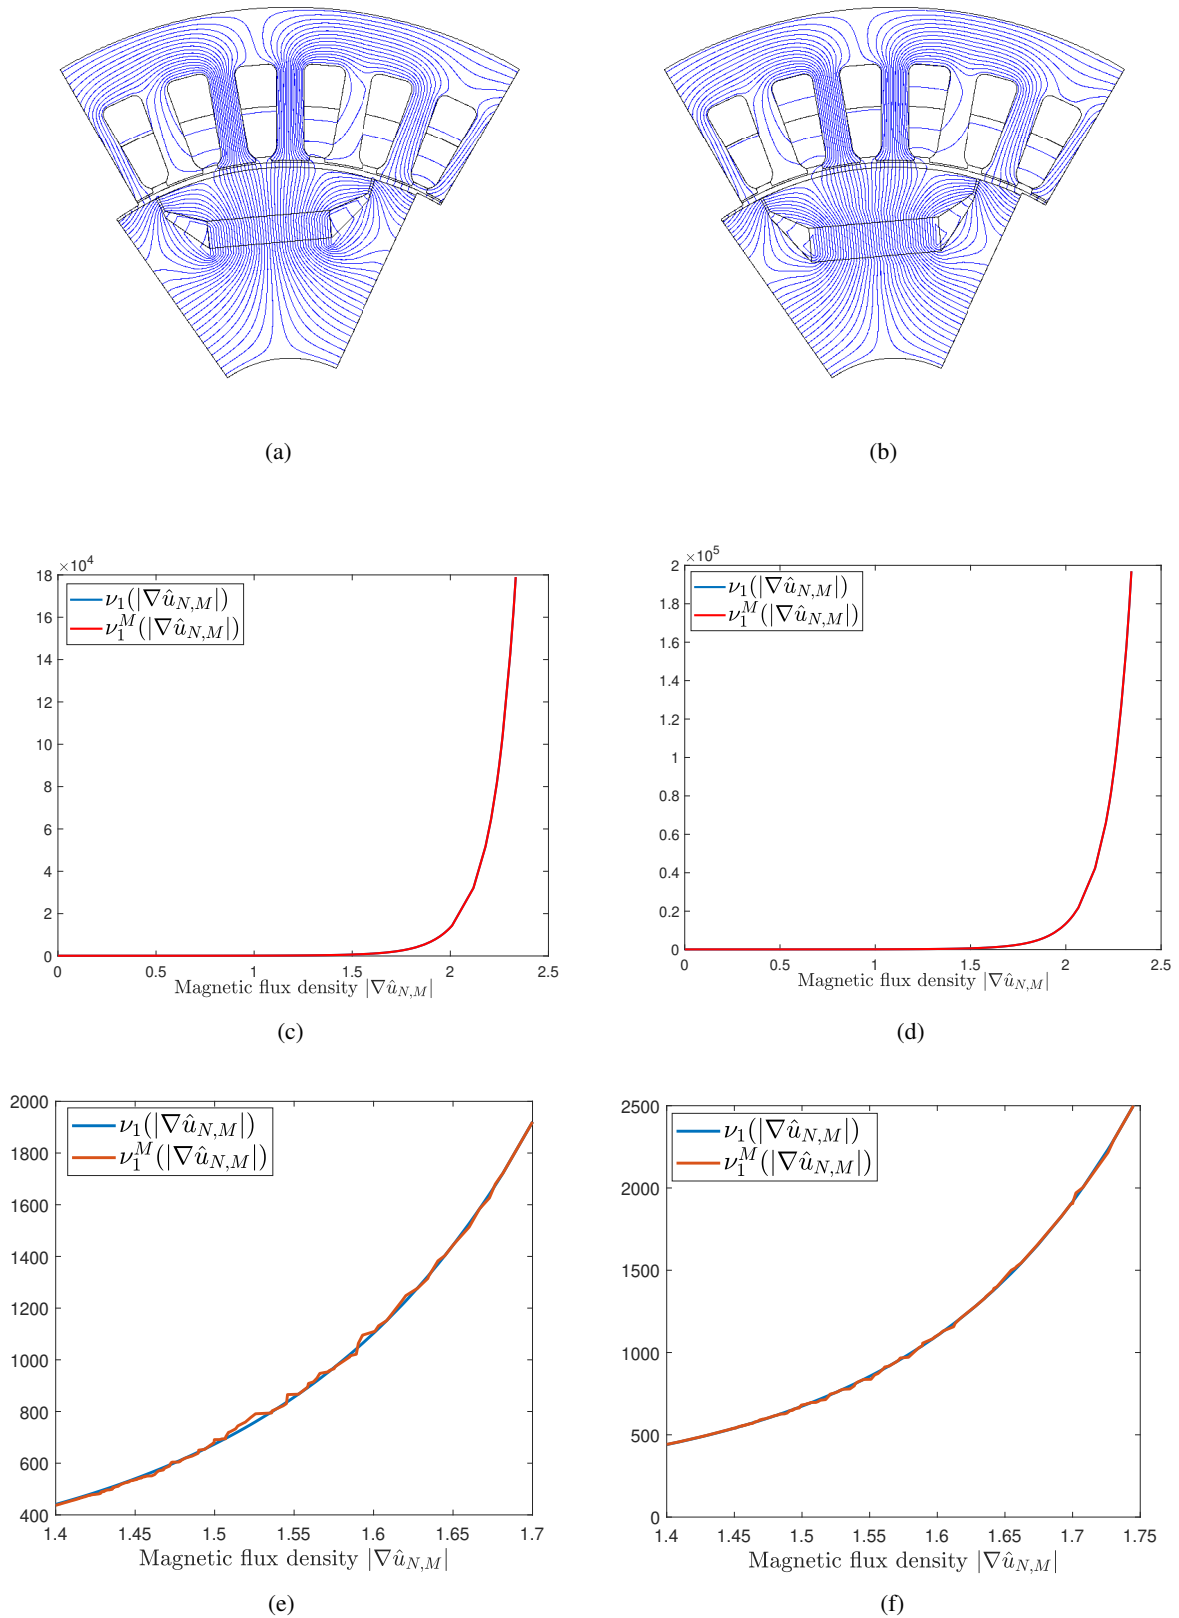 (a)
(b)
×10⁴
18
16
14
12
10
8
6
4
2
0
0 0.5 1 1.5 2 2.5
ν₁(|∇û_{N,M}|)
ν₁^M(|∇û_{N,M}|)
Magnetic flux density |∇û_{N,M}|
(c)
×10⁵
2
1.8
1.6
1.4
1.2
1
0.8
0.6
0.4
0.2
0
0 0.5 1 1.5 2 2.5
ν₁(|∇û_{N,M}|)
ν₁^M(|∇û_{N,M}|)
Magnetic flux density |∇û_{N,M}|
(d)
2000
1800
1600
1400
1200
1000
800
600
400
1.4 1.45 1.5 1.55 1.6 1.65 1.7
ν₁(|∇û_{N,M}|)
ν₁^M(|∇û_{N,M}|)
Magnetic flux density |∇û_{N,M}|
(e)
2500
2000
1500
1000
500
0
1.4 1.45 1.5 1.55 1.6 1.65 1.7 1.75
ν₁(|∇û_{N,M}|)
ν₁^M(|∇û_{N,M}|)
Magnetic flux density |∇û_{N,M}|
(f)